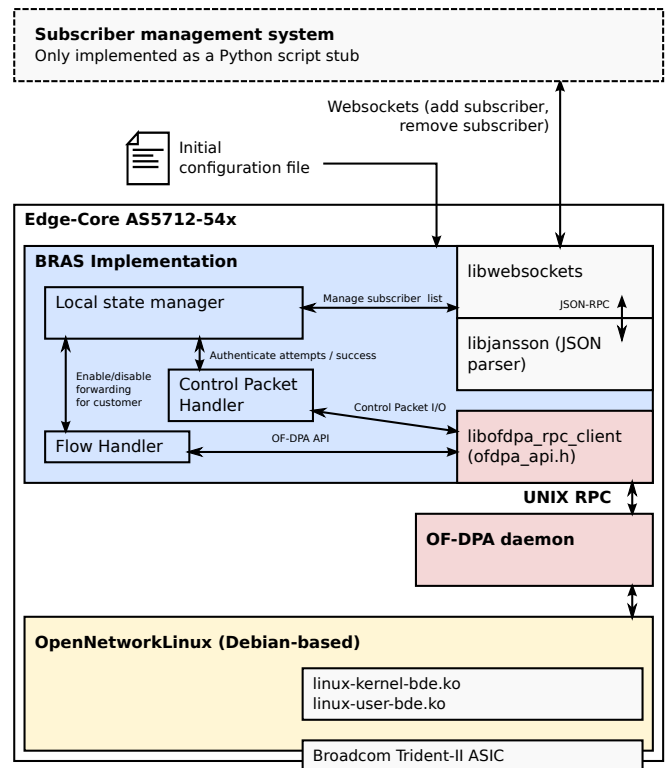 Subscriber management system
Only implemented as a Python script stub
Websockets (add subscriber,
remove subscriber)
Initial
configuration file
Edge-Core AS5712-54x
BRAS Implementation
libwebsockets
Local state manager
Manage subscriber list
JSON-RPC
libjansson (JSON
parser)
Authenticate attempts / success
Enable/disable
forwarding
for customer
Control Packet
Handler
Control Packet I/O
Flow Handler
OF-DPA API
libofdpa_rpc_client
(ofdpa_api.h)
UNIX RPC
OF-DPA daemon
OpenNetworkLinux (Debian-based)
linux-kernel-bde.ko
linux-user-bde.ko
Broadcom Trident-II ASIC